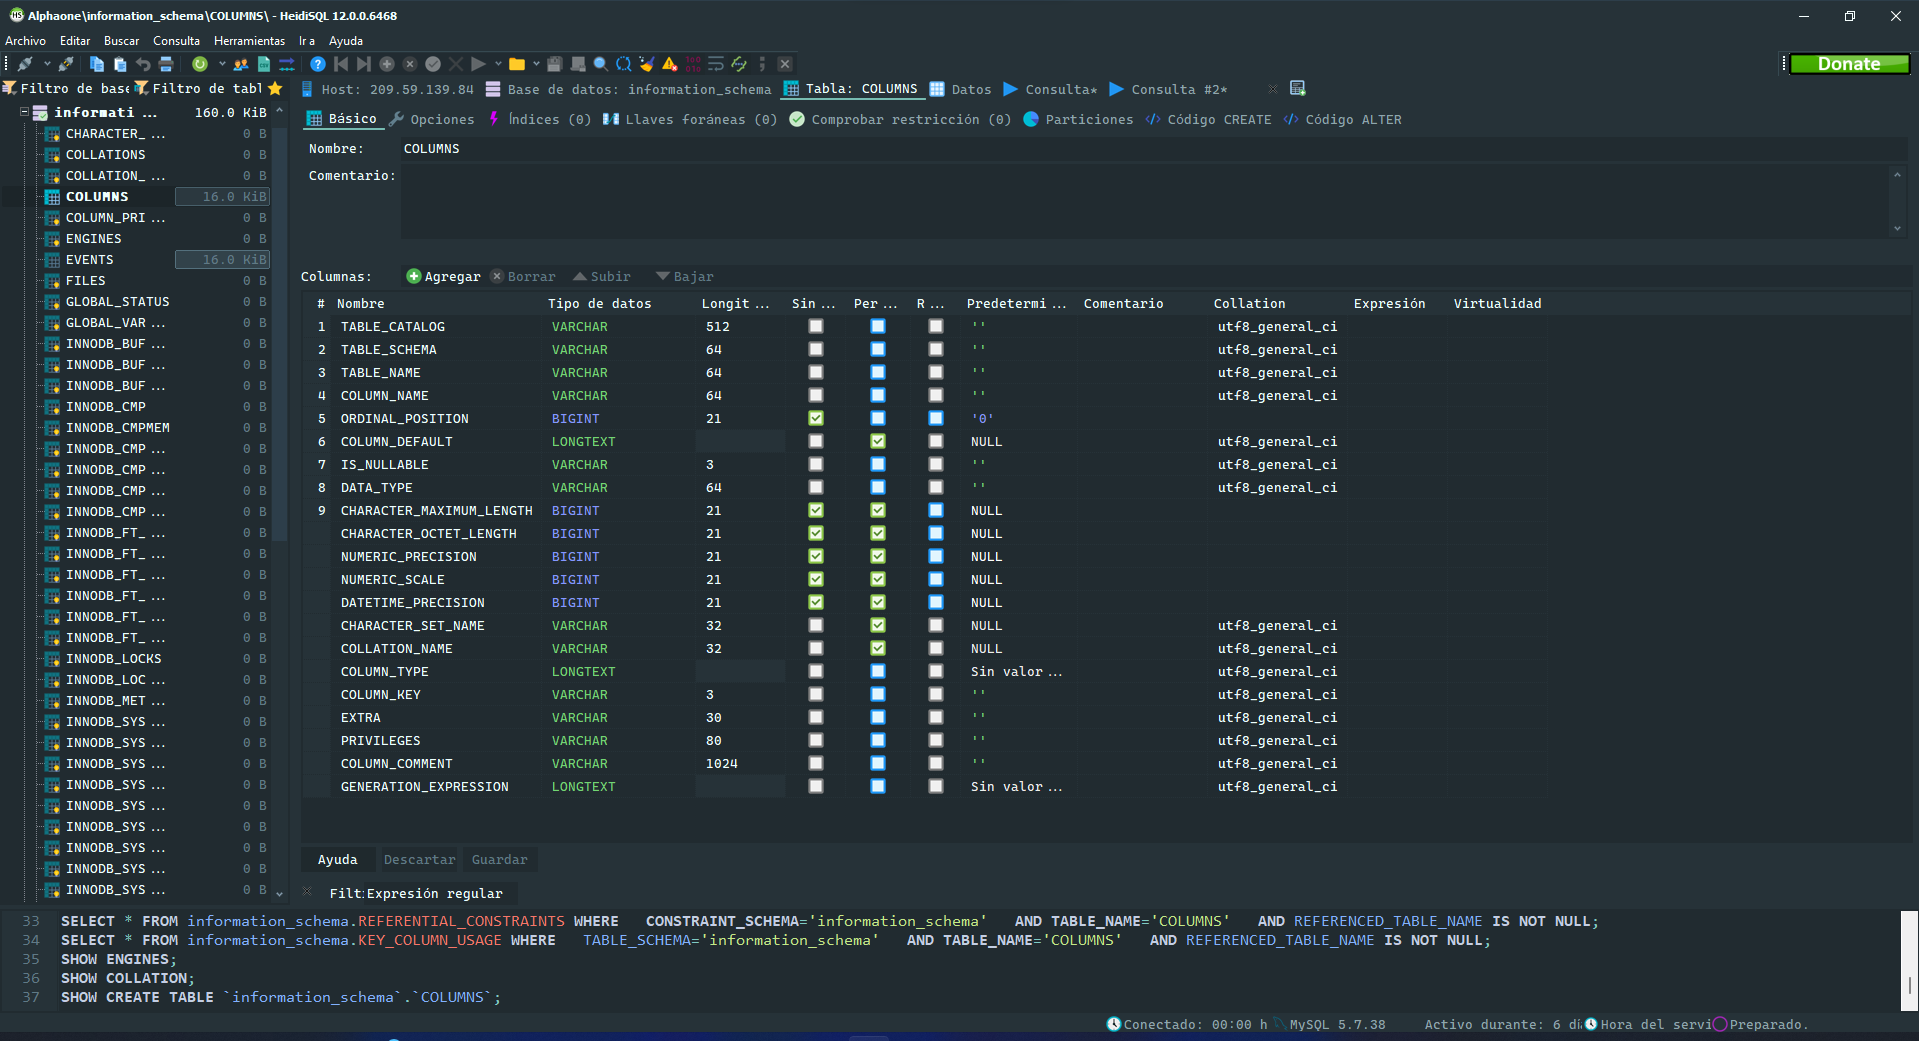 Alphaone\information_schema\COLUMNS\ - HeidiSQL 12.0.0.6468
Archivo Editar Buscar Consulta Herramientas Ir a Ayuda
Donate
Filtro de base Filtro de tabl
Host: 209.59.139.84 Base de datos: information_schema Tabla: COLUMNS Datos Consulta* Consulta #2*
Básico Opciones Índices (0) Llaves foráneas (0) Comprobar restricción (0) Particiones Código CREATE Código ALTER
Nombre: COLUMNS
Comentario:
informati ... 160.0 KiB
CHARACTER_ ... 0 B
COLLATIONS 0 B
COLLATION_ ... 0 B
COLUMNS 16.0 KiB
COLUMN_PRI ... 0 B
ENGINES 0 B
EVENTS 16.0 KiB
FILES 0 B
GLOBAL_STATUS 0 B
GLOBAL_VAR ... 0 B
INNODB_BUF ... 0 B
INNODB_BUF ... 0 B
INNODB_BUF ... 0 B
INNODB_CMP 0 B
INNODB_CMPMEM 0 B
INNODB_CMP ... 0 B
INNODB_CMP ... 0 B
INNODB_CMP ... 0 B
INNODB_CMP ... 0 B
INNODB_FT_ ... 0 B
INNODB_FT_ ... 0 B
INNODB_FT_ ... 0 B
INNODB_FT_ ... 0 B
INNODB_FT_ ... 0 B
INNODB_FT_ ... 0 B
INNODB_LOCKS 0 B
INNODB_LOC ... 0 B
INNODB_MET ... 0 B
INNODB_SYS ... 0 B
INNODB_SYS ... 0 B
INNODB_SYS ... 0 B
INNODB_SYS ... 0 B
INNODB_SYS ... 0 B
INNODB_SYS ... 0 B
INNODB_SYS ... 0 B
INNODB_SYS ... 0 B
INNODB_SYS ... 0 B
Columnas: Agregar Borrar Subir Bajar
# Nombre Tipo de datos Longit ... Sin ... Per ... R ... Predetermi ... Comentario Collation Expresión Virtualidad
1 TABLE_CATALOG VARCHAR 512 '' utf8_general_ci
2 TABLE_SCHEMA VARCHAR 64 '' utf8_general_ci
3 TABLE_NAME VARCHAR 64 '' utf8_general_ci
4 COLUMN_NAME VARCHAR 64 '' utf8_general_ci
5 ORDINAL_POSITION BIGINT 21 '0'
6 COLUMN_DEFAULT LONGTEXT NULL utf8_general_ci
7 IS_NULLABLE VARCHAR 3 '' utf8_general_ci
8 DATA_TYPE VARCHAR 64 '' utf8_general_ci
9 CHARACTER_MAXIMUM_LENGTH BIGINT 21 NULL
CHARACTER_OCTET_LENGTH BIGINT 21 NULL
NUMERIC_PRECISION BIGINT 21 NULL
NUMERIC_SCALE BIGINT 21 NULL
DATETIME_PRECISION BIGINT 21 NULL
CHARACTER_SET_NAME VARCHAR 32 NULL utf8_general_ci
COLLATION_NAME VARCHAR 32 NULL utf8_general_ci
COLUMN_TYPE LONGTEXT Sin valor ... utf8_general_ci
COLUMN_KEY VARCHAR 3 '' utf8_general_ci
EXTRA VARCHAR 30 '' utf8_general_ci
PRIVILEGES VARCHAR 80 '' utf8_general_ci
COLUMN_COMMENT VARCHAR 1024 '' utf8_general_ci
GENERATION_EXPRESSION LONGTEXT Sin valor ... utf8_general_ci
Ayuda Descartar Guardar
Filt: Expresión regular
33 SELECT * FROM information_schema.REFERENTIAL_CONSTRAINTS WHERE CONSTRAINT_SCHEMA='information_schema' AND TABLE_NAME='COLUMNS' AND REFERENCED_TABLE_NAME IS NOT NULL;
34 SELECT * FROM information_schema.KEY_COLUMN_USAGE WHERE TABLE_SCHEMA='information_schema' AND TABLE_NAME='COLUMNS' AND REFERENCED_TABLE_NAME IS NOT NULL;
35 SHOW ENGINES;
36 SHOW COLLATION;
37 SHOW CREATE TABLE `information_schema`.`COLUMNS`;
Conectado: 00:00 h MySQL 5.7.38 Activo durante: 6 dí Hora del servi Preparado.